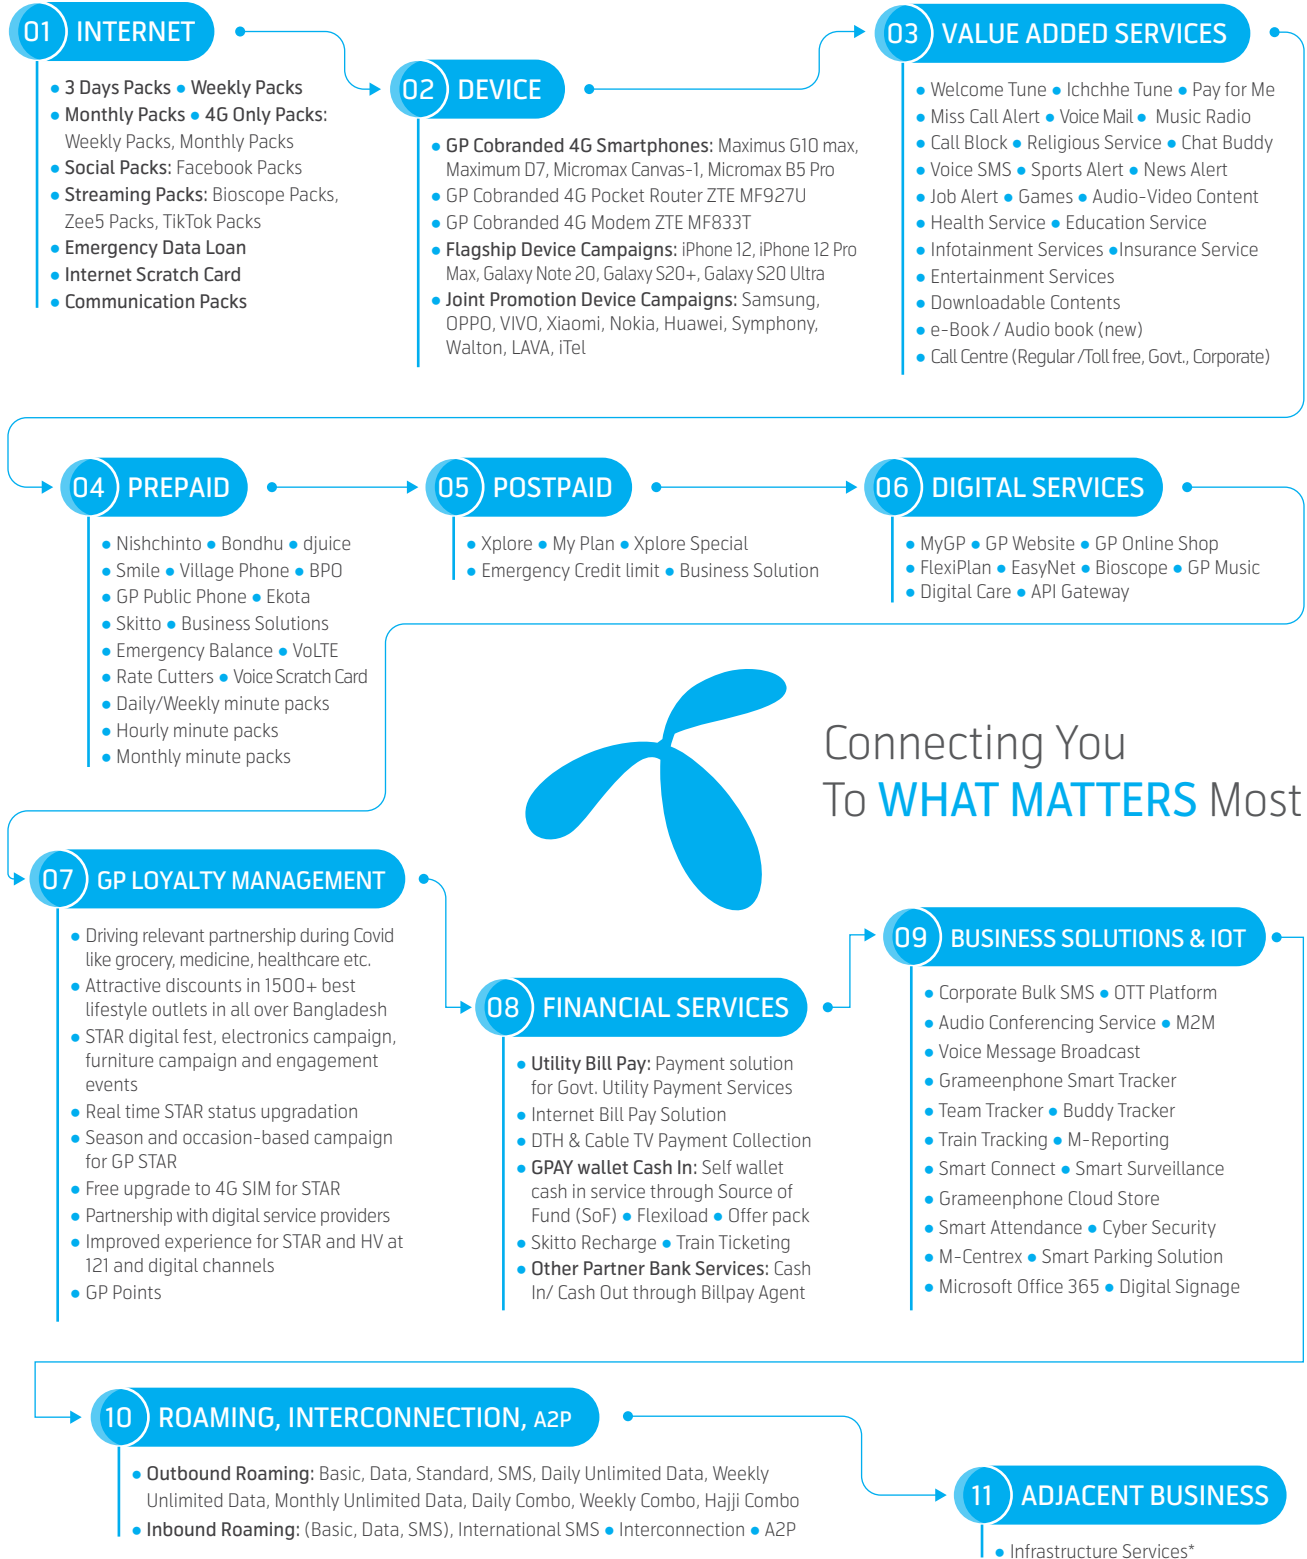 01 INTERNET
• 3 Days Packs • Weekly Packs
• Monthly Packs • 4G Only Packs:
Weekly Packs, Monthly Packs
• Social Packs: Facebook Packs
• Streaming Packs: Bioscope Packs,
Zee5 Packs, TikTok Packs
• Emergency Data Loan
• Internet Scratch Card
• Communication Packs
02 DEVICE
• GP Cobranded 4G Smartphones: Maximus G10 max,
Maximum D7, Micromax Canvas-1, Micromax B5 Pro
• GP Cobranded 4G Pocket Router ZTE MF927U
• GP Cobranded 4G Modem ZTE MF833T
• Flagship Device Campaigns: iPhone 12, iPhone 12 Pro
Max, Galaxy Note 20, Galaxy S20+, Galaxy S20 Ultra
• Joint Promotion Device Campaigns: Samsung,
OPPO, VIVO, Xiaomi, Nokia, Huawei, Symphony,
Walton, LAVA, iTel
03 VALUE ADDED SERVICES
• Welcome Tune • Ichchhe Tune • Pay for Me
• Miss Call Alert • Voice Mail • Music Radio
• Call Block • Religious Service • Chat Buddy
• Voice SMS • Sports Alert • News Alert
• Job Alert • Games • Audio-Video Content
• Health Service • Education Service
• Infotainment Services •Insurance Service
• Entertainment Services
• Downloadable Contents
• e-Book / Audio book (new)
• Call Centre (Regular /Toll free, Govt., Corporate)
04 PREPAID
• Nishchinto • Bondhu • djuice
• Smile • Village Phone • BPO
• GP Public Phone • Ekota
• Skitto • Business Solutions
• Emergency Balance • VoLTE
• Rate Cutters • Voice Scratch Card
• Daily/Weekly minute packs
• Hourly minute packs
• Monthly minute packs
05 POSTPAID
• Xplore • My Plan • Xplore Special
• Emergency Credit limit • Business Solution
06 DIGITAL SERVICES
• MyGP • GP Website • GP Online Shop
• FlexiPlan • EasyNet • Bioscope • GP Music
• Digital Care • API Gateway
Connecting You
To WHAT MATTERS Most
07 GP LOYALTY MANAGEMENT
• Driving relevant partnership during Covid
like grocery, medicine, healthcare etc.
• Attractive discounts in 1500+ best
lifestyle outlets in all over Bangladesh
• STAR digital fest, electronics campaign,
furniture campaign and engagement
events
• Real time STAR status upgradation
• Season and occasion-based campaign
for GP STAR
• Free upgrade to 4G SIM for STAR
• Partnership with digital service providers
• Improved experience for STAR and HV at
121 and digital channels
• GP Points
08 FINANCIAL SERVICES
• Utility Bill Pay: Payment solution
for Govt. Utility Payment Services
• Internet Bill Pay Solution
• DTH & Cable TV Payment Collection
• GPAY wallet Cash In: Self wallet
cash in service through Source of
Fund (SoF) • Flexiload • Offer pack
• Skitto Recharge • Train Ticketing
• Other Partner Bank Services: Cash
In/ Cash Out through Billpay Agent
09 BUSINESS SOLUTIONS & IOT
• Corporate Bulk SMS • OTT Platform
• Audio Conferencing Service • M2M
• Voice Message Broadcast
• Grameenphone Smart Tracker
• Team Tracker • Buddy Tracker
• Train Tracking • M-Reporting
• Smart Connect • Smart Surveillance
• Grameenphone Cloud Store
• Smart Attendance • Cyber Security
• M-Centrex • Smart Parking Solution
• Microsoft Office 365 • Digital Signage
10 ROAMING, INTERCONNECTION, A2P
• Outbound Roaming: Basic, Data, Standard, SMS, Daily Unlimited Data, Weekly
Unlimited Data, Monthly Unlimited Data, Daily Combo, Weekly Combo, Hajji Combo
• Inbound Roaming: (Basic, Data, SMS), International SMS • Interconnection • A2P
11 ADJACENT BUSINESS
• Infrastructure Services*